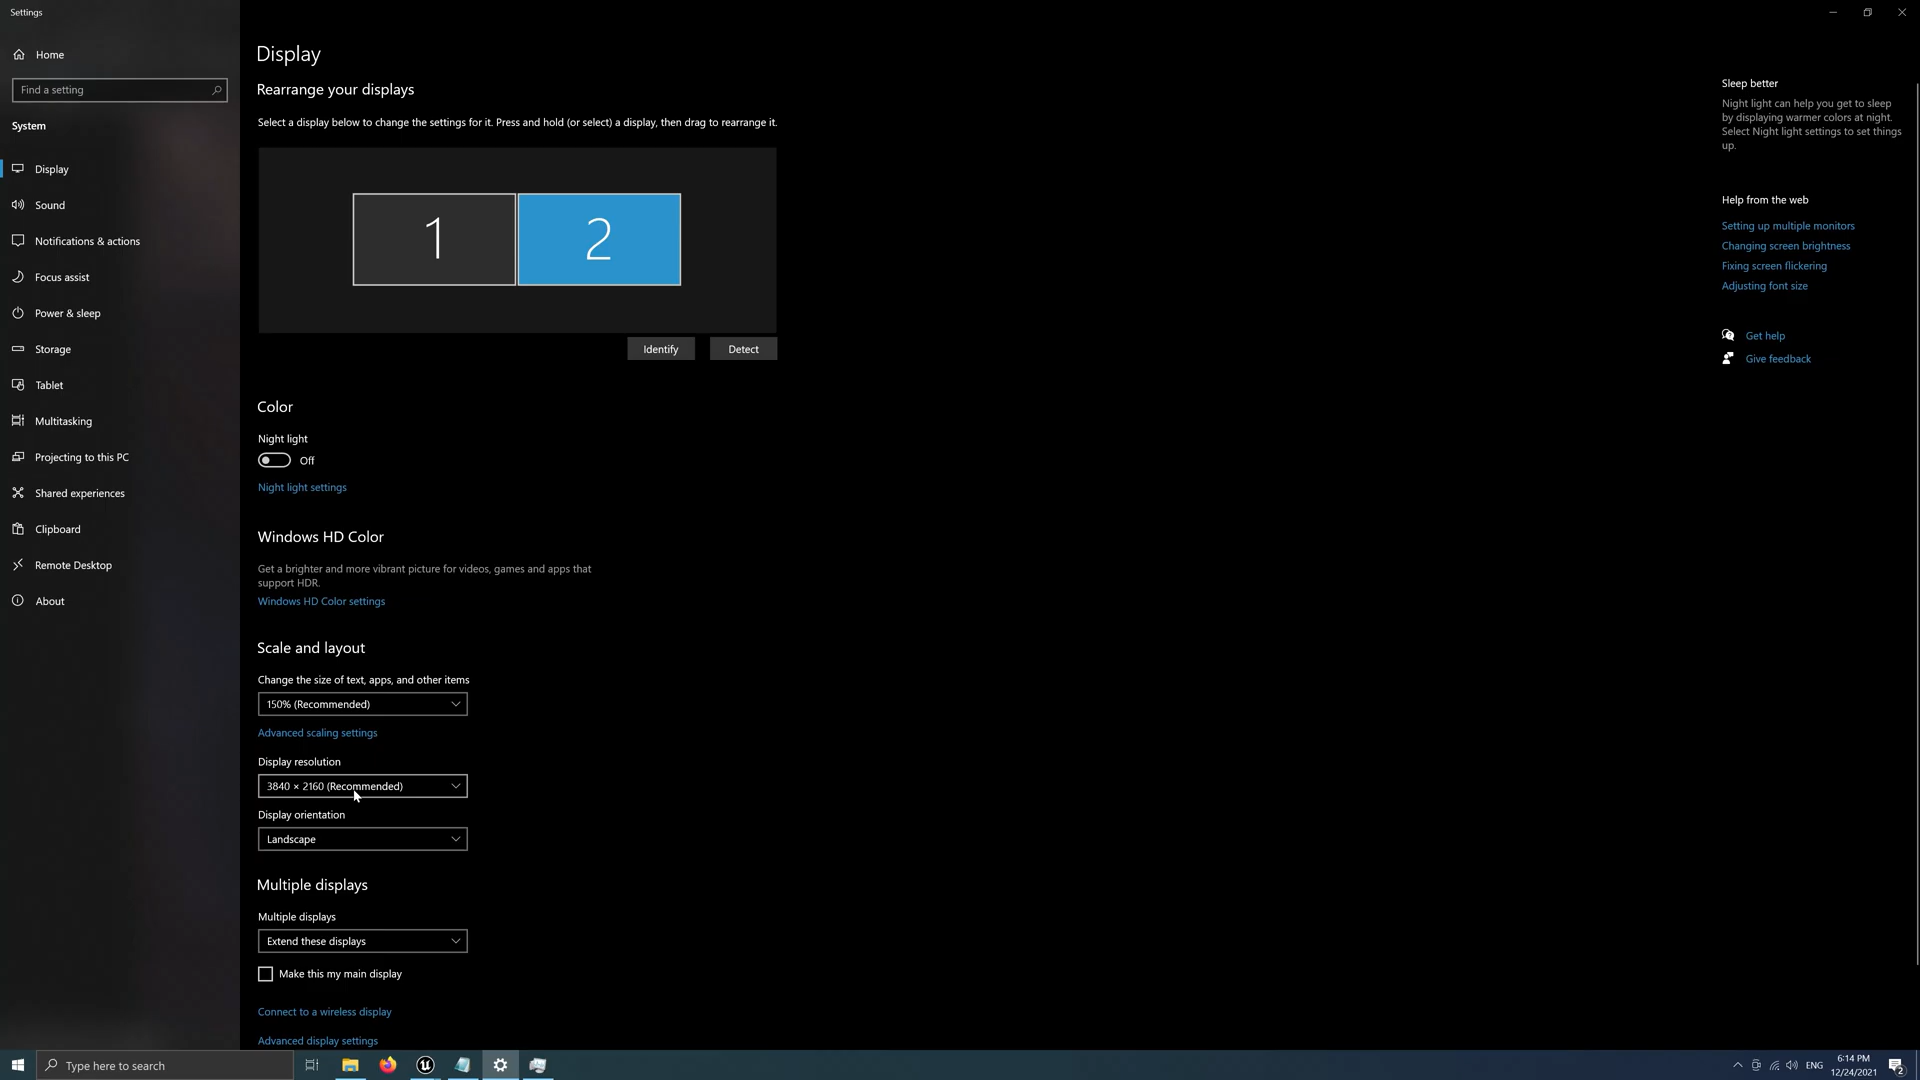 Settings
Home
Find a setting
System
Display
Sound
Notifications & actions
Focus assist
Power & sleep
Storage
Tablet
Multitasking
Projecting to this PC
Shared experiences
Clipboard
Remote Desktop
About
Display
Rearrange your displays
Select a display below to change the settings for it. Press and hold (or select) a display, then drag to rearrange it.
1
2
Identify
Detect
Color
Night light
Off
Night light settings
Windows HD Color
Get a brighter and more vibrant picture for videos, games and apps that
support HDR.
Windows HD Color settings
Scale and layout
Change the size of text, apps, and other items
150% (Recommended)
Advanced scaling settings
Display resolution
3840 × 2160 (Recommended)
Display orientation
Landscape
Multiple displays
Multiple displays
Extend these displays
Make this my main display
Connect to a wireless display
Advanced display settings
Sleep better
Night light can help you get to sleep
by displaying warmer colors at night.
Select Night light settings to set things
up.
Help from the web
Setting up multiple monitors
Changing screen brightness
Fixing screen flickering
Adjusting font size
Get help
Give feedback
Type here to search
ENG
6:14 PM
12/24/2021
2